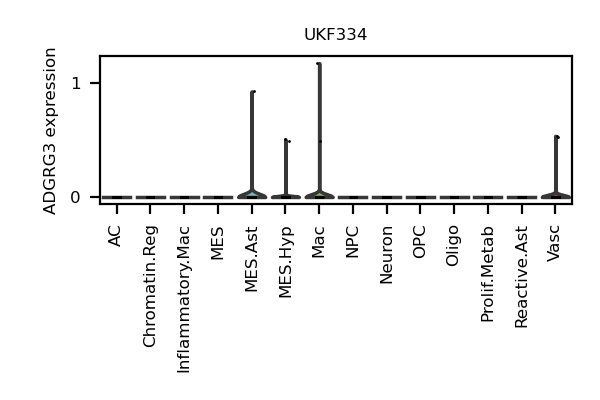 UKF334
ADGRG3 expression
1
0
AC
Chromatin.Reg
Inflammatory.Mac
MES
MES.Ast
MES.Hyp
Mac
NPC
Neuron
OPC
Oligo
Prolif.Metab
Reactive.Ast
Vasc